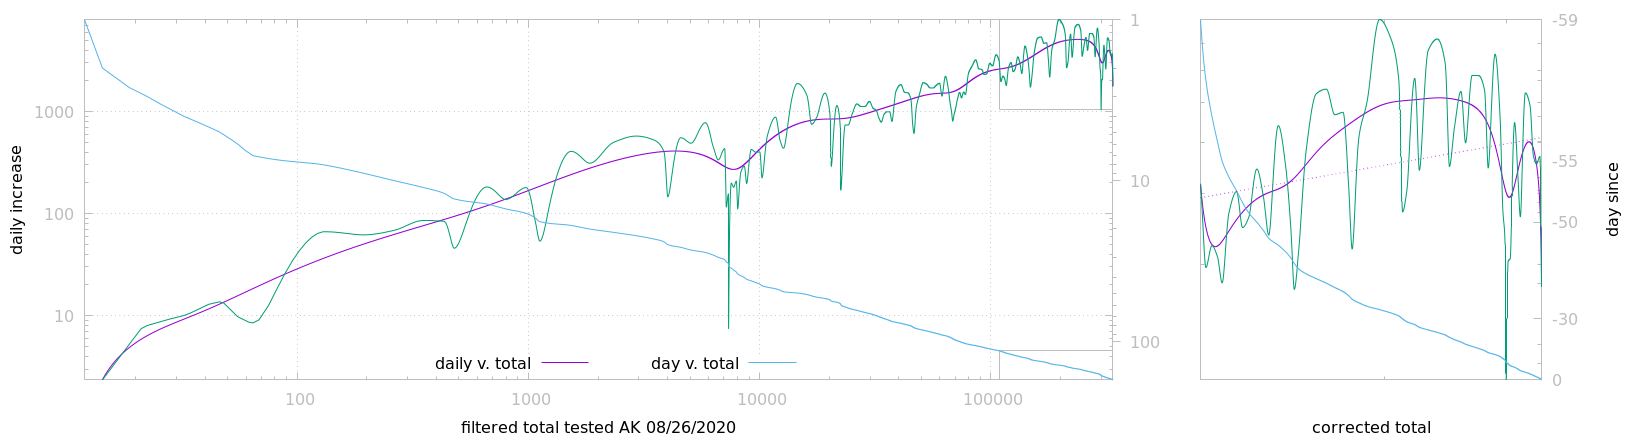 1
-59
1000
daily increase
10
-55
day since
100
-50
10
100
-30
daily v. total
day v. total
0
100
1000
10000
100000
filtered total tested AK 08/26/2020
corrected total